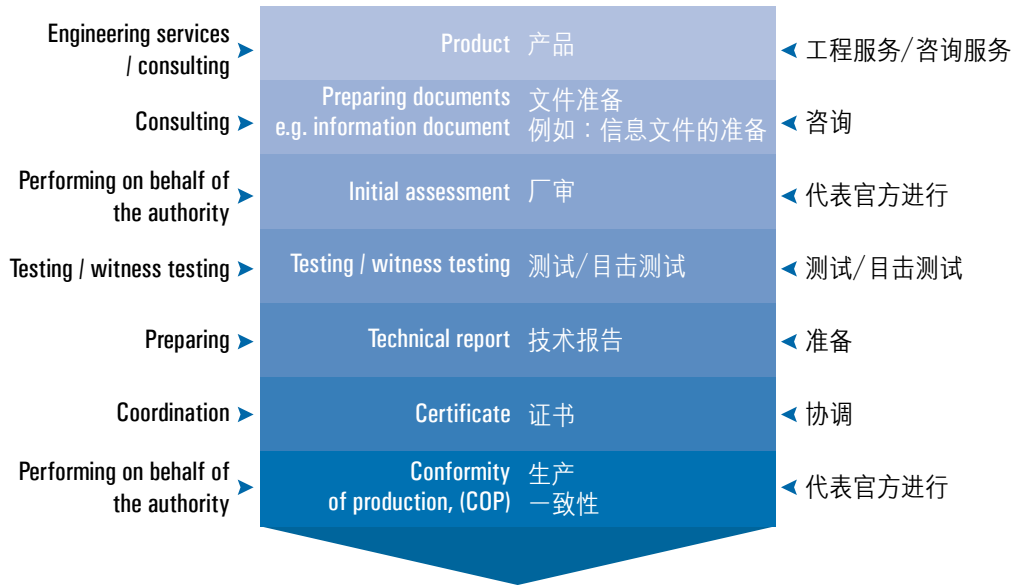 Engineering services
/ consulting
Product 产品
工程服务/咨询服务
Consulting
Preparing documents 文件准备
e.g. information document 例如：信息文件的准备
咨询
Performing on behalf of
the authority
Initial assessment 厂审
代表官方进行
Testing / witness testing
Testing / witness testing 测试/目击测试
测试/目击测试
Preparing
Technical report 技术报告
准备
Coordination
Certificate 证书
协调
Performing on behalf of
the authority
Conformity 生产
of production, (COP) 一致性
代表官方进行